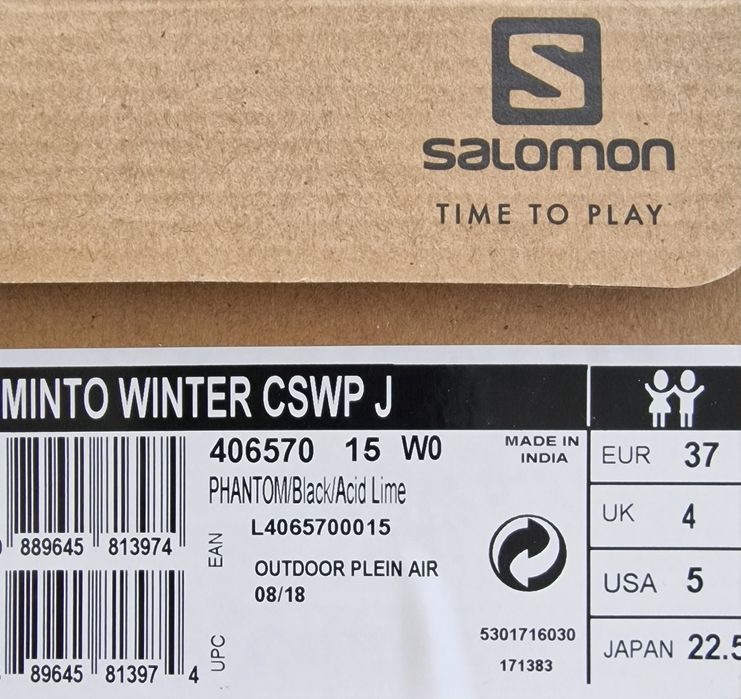 S
SALOMON
TIME TO PLAY
MINTO WINTER CSWP J
406570 15 W0
MADE IN
INDIA
PHANTOM/Black/Acid Lime
L4065700015
889645 813974
EAN
OUTDOOR PLEIN AIR
08/18
89645 81397 4
UPC
5301716030
171383
EUR 37
UK 4
USA 5
JAPAN 22.5